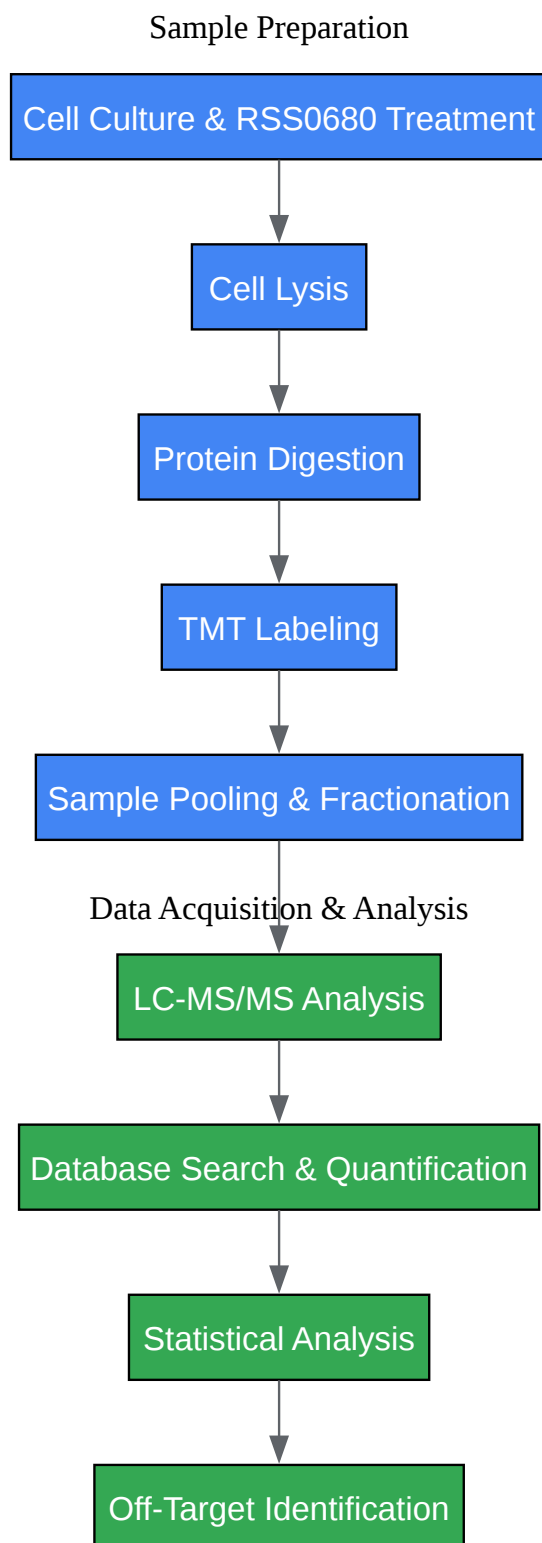 Sample Preparation
Cell Culture & RSS0680 Treatment
Cell Lysis
Protein Digestion
TMT Labeling
Sample Pooling & Fractionation
Data Acquisition & Analysis
LC-MS/MS Analysis
Database Search & Quantification
Statistical Analysis
Off-Target Identification